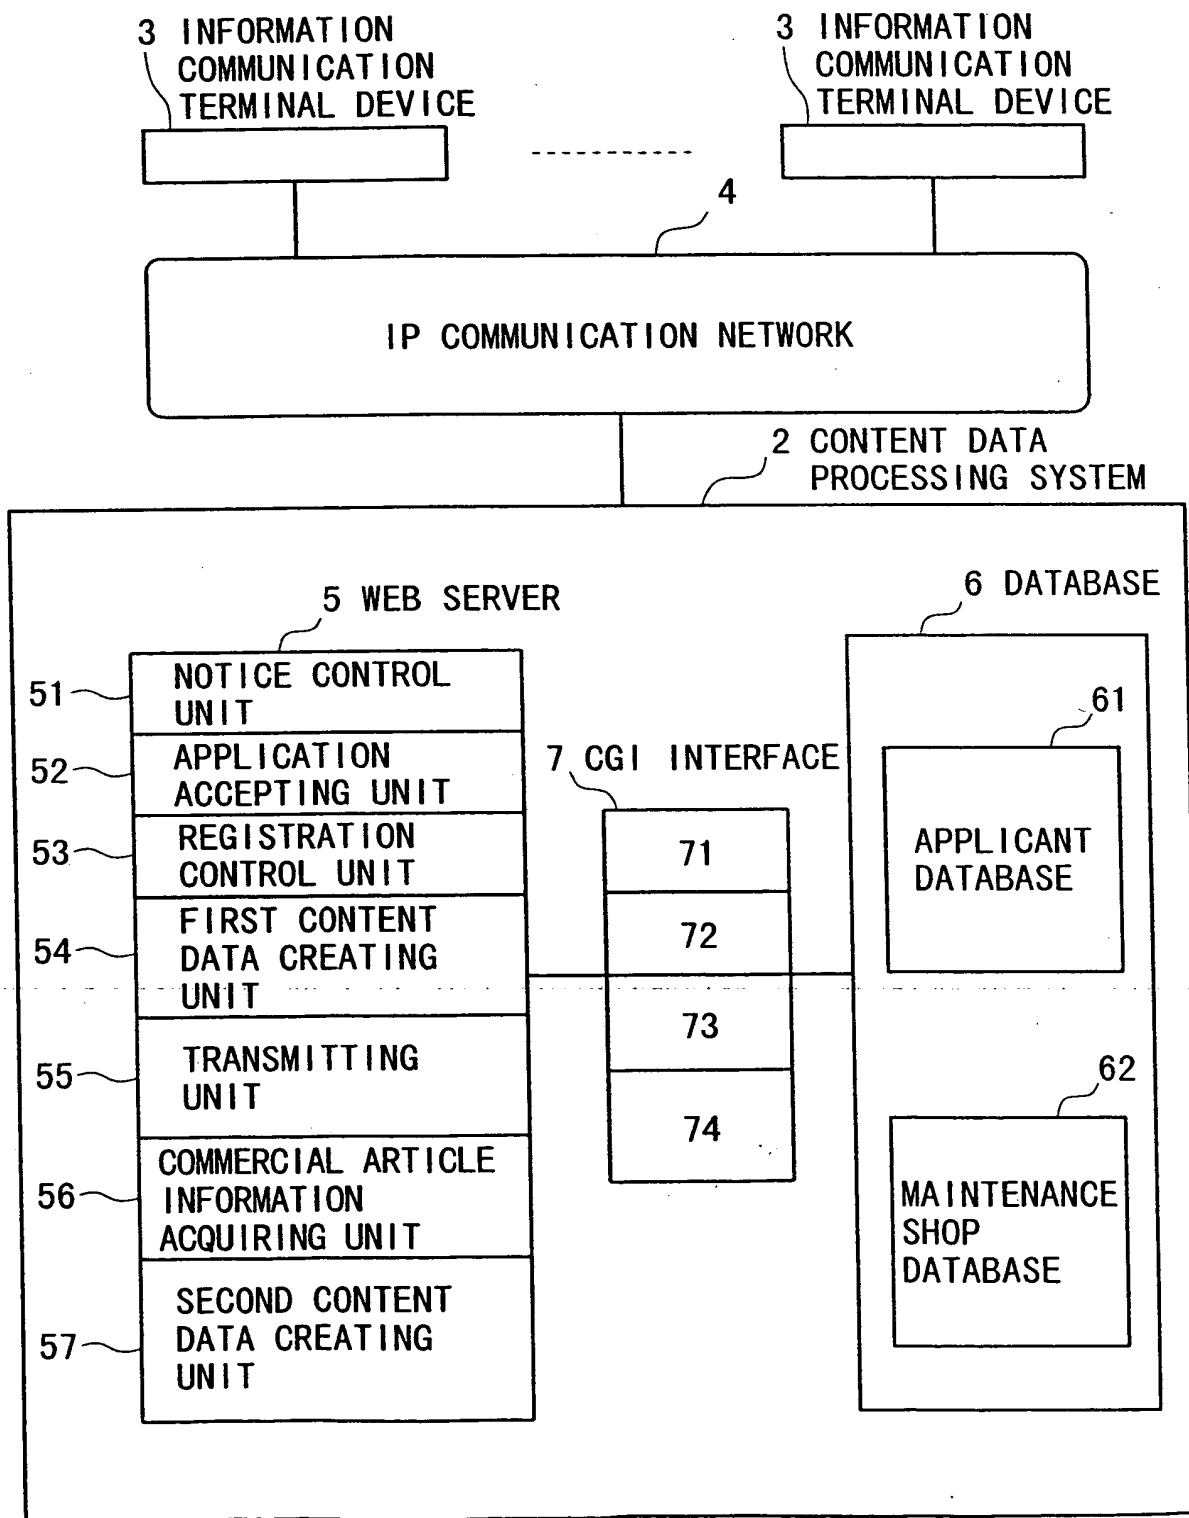 3 INFORMATION
COMMUNICATION
TERMINAL DEVICE
3 INFORMATION
COMMUNICATION
TERMINAL DEVICE
4
IP COMMUNICATION NETWORK
2 CONTENT DATA
PROCESSING SYSTEM
5 WEB SERVER
51
NOTICE CONTROL
UNIT
52
APPLICATION
ACCEPTING UNIT
53
REGISTRATION
CONTROL UNIT
54
FIRST CONTENT
DATA CREATING
UNIT
55
TRANSMITTING
UNIT
56
COMMERCIAL ARTICLE
INFORMATION
ACQUIRING UNIT
57
SECOND CONTENT
DATA CREATING
UNIT
7 CGI INTERFACE
71
72
73
74
6 DATABASE
61
APPLICANT
DATABASE
62
MAINTENANCE
SHOP
DATABASE